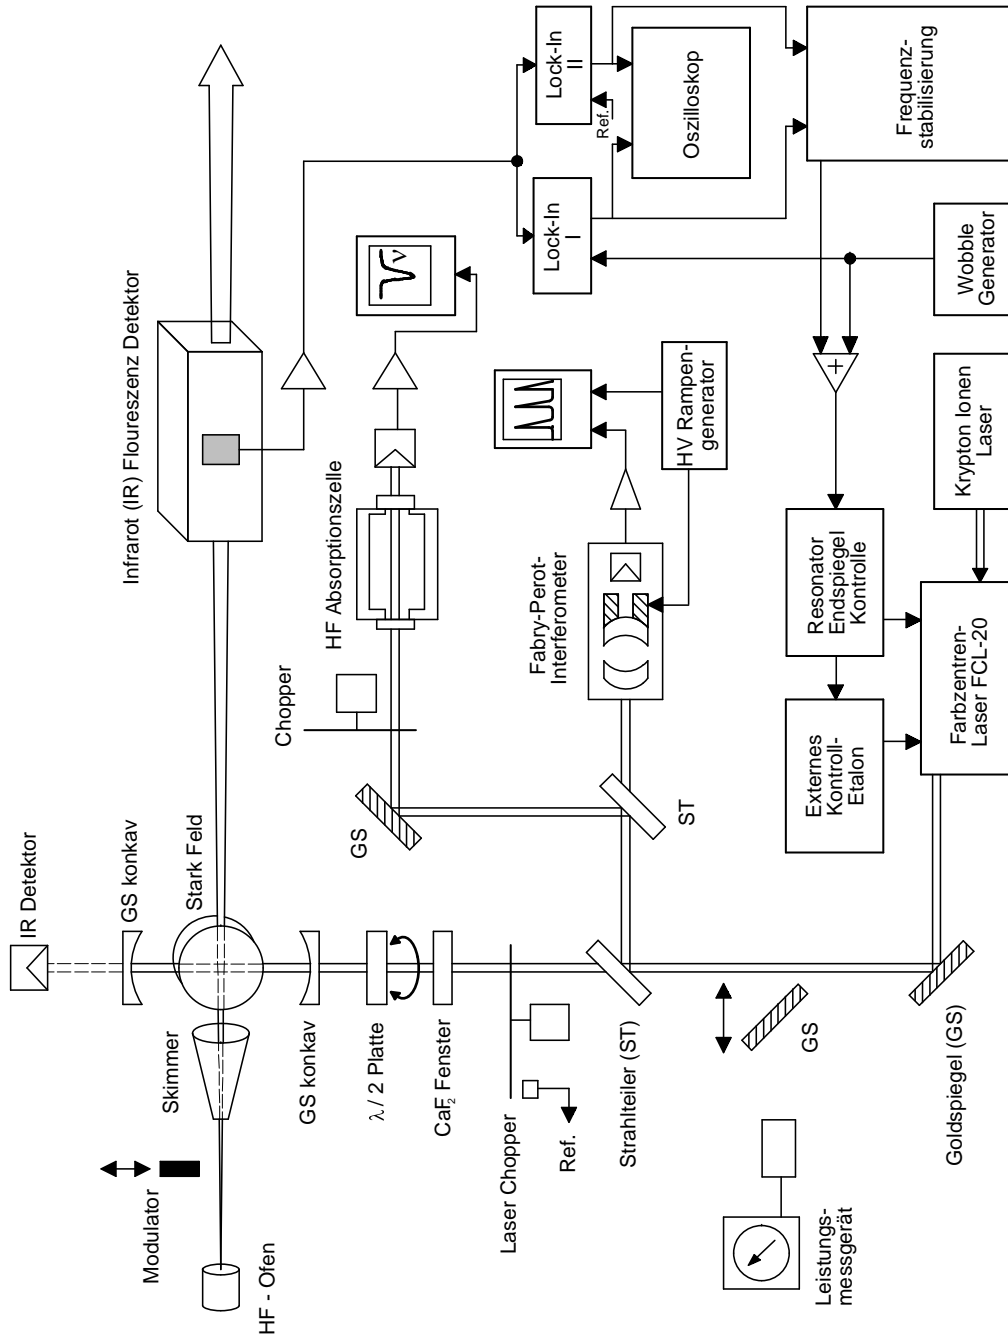 IR Detektor
GS konkav
Stark Feld
Skimmer
Modulator
HF - Ofen
Infrarot (IR) Floureszenz Detektor
GS konkav
λ / 2 Platte
CaF₂ Fenster
Laser Chopper
Ref.
Chopper
GS
HF Absorptionszelle
ν
Strahlteiler (ST)
ST
Fabry-Perot-
Interferometer
HV Rampen-
generator
Lock-In
I
Lock-In
II
Ref.
Oszilloskop
Frequenz-
stabilisierung
Wobble
Generator
+
GS
Goldspiegel (GS)
Leistungs-
messgerät
Externes
Kontroll-
Etalon
Resonator
Endspiegel
Kontrolle
Farbzentren-
Laser FCL-20
Krypton Ionen
Laser